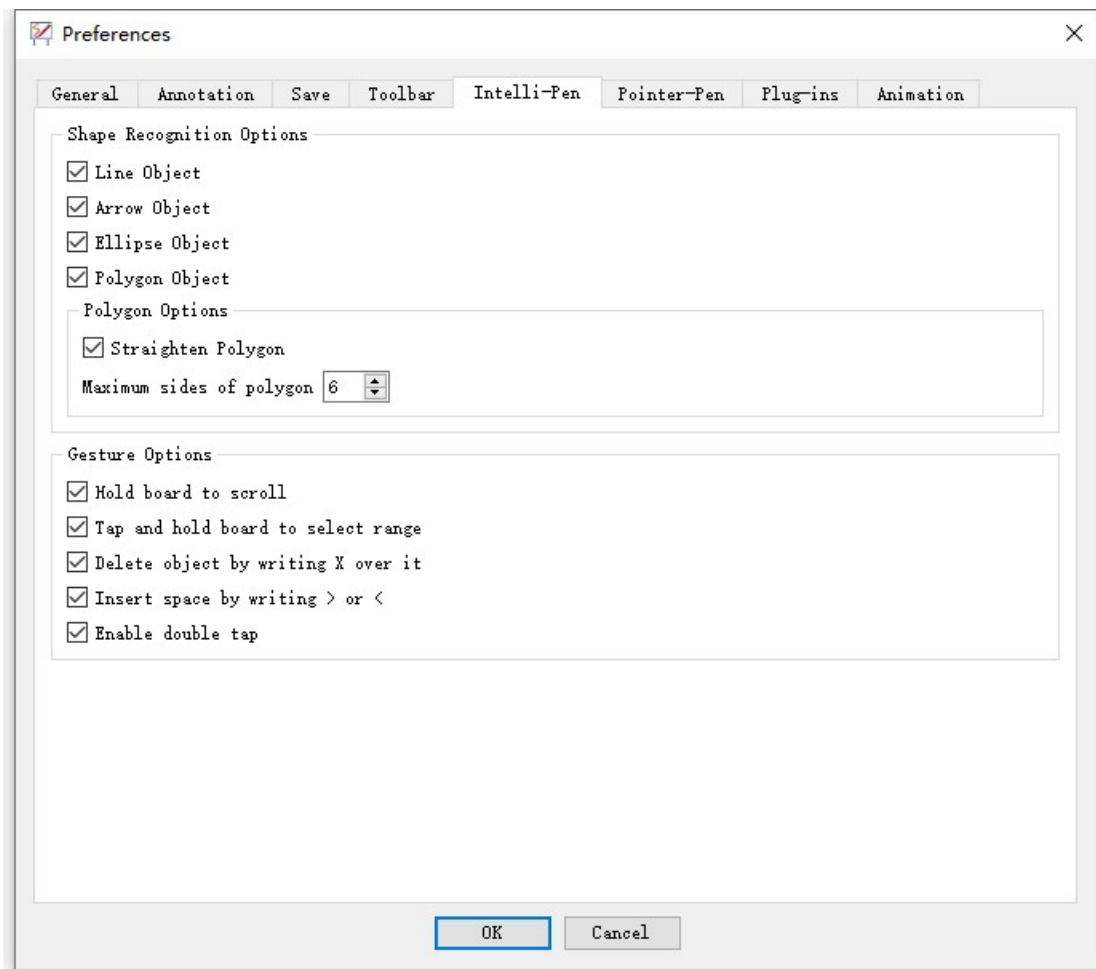 Preferences
General Annotation Save Toolbar Intelli-Pen Pointer-Pen Plug-ins Animation
Shape Recognition Options
Line Object
Arrow Object
Ellipse Object
Polygon Object
Polygon Options
Straighten Polygon
Maximum sides of polygon 6
Gesture Options
Hold board to scroll
Tap and hold board to select range
Delete object by writing X over it
Insert space by writing > or <
Enable double tap
OK Cancel